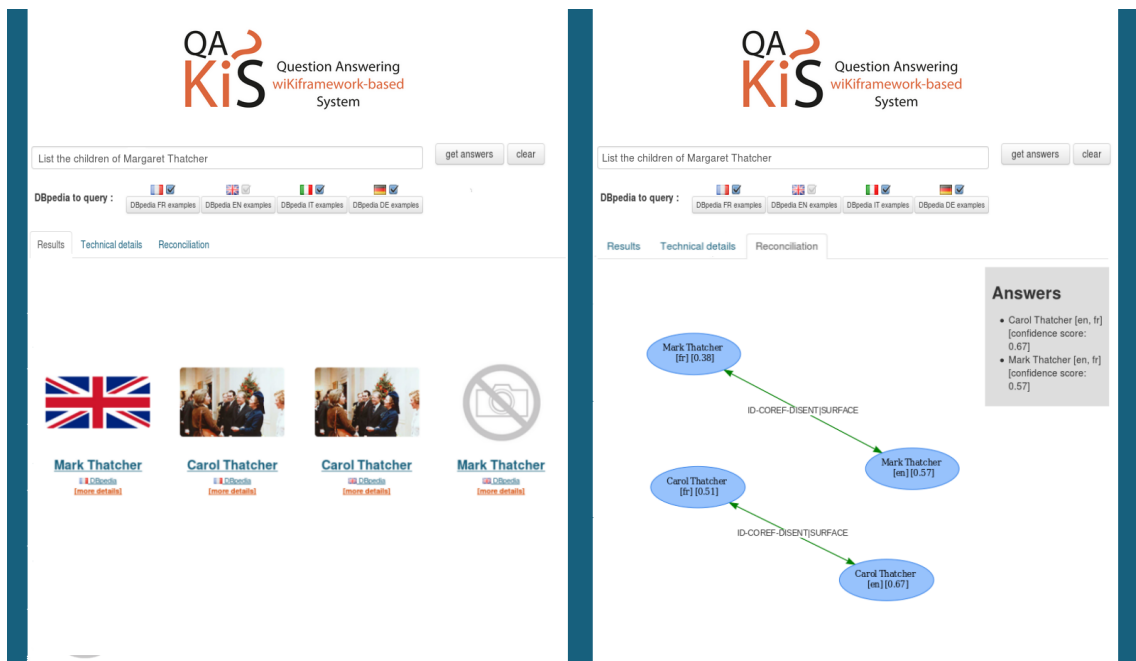 QA
KiS
Question Answering
wiKiframework-based
System
List the children of Margaret Thatcher
get answers
clear
DBpedia to query :
DBpedia FR examples
DBpedia EN examples
DBpedia IT examples
DBpedia DE examples
Results
Technical details
Reconciliation
Mark Thatcher
DBpedia
[more details]
Carol Thatcher
DBpedia
[more details]
Carol Thatcher
DBpedia
[more details]
Mark Thatcher
DBpedia
[more details]
QA
KiS
Question Answering
wiKiframework-based
System
List the children of Margaret Thatcher
get answers
clear
DBpedia to query :
DBpedia FR examples
DBpedia EN examples
DBpedia IT examples
DBpedia DE examples
Results
Technical details
Reconciliation
Mark Thatcher
[fr] [0.38]
ID-COREF-DISENT|SURFACE
Mark Thatcher
[en] [0.57]
Carol Thatcher
[fr] [0.51]
ID-COREF-DISENT|SURFACE
Carol Thatcher
[en] [0.67]
Answers
• Carol Thatcher [en, fr]
[confidence score:
0.67]
• Mark Thatcher [en, fr]
[confidence score:
0.57]